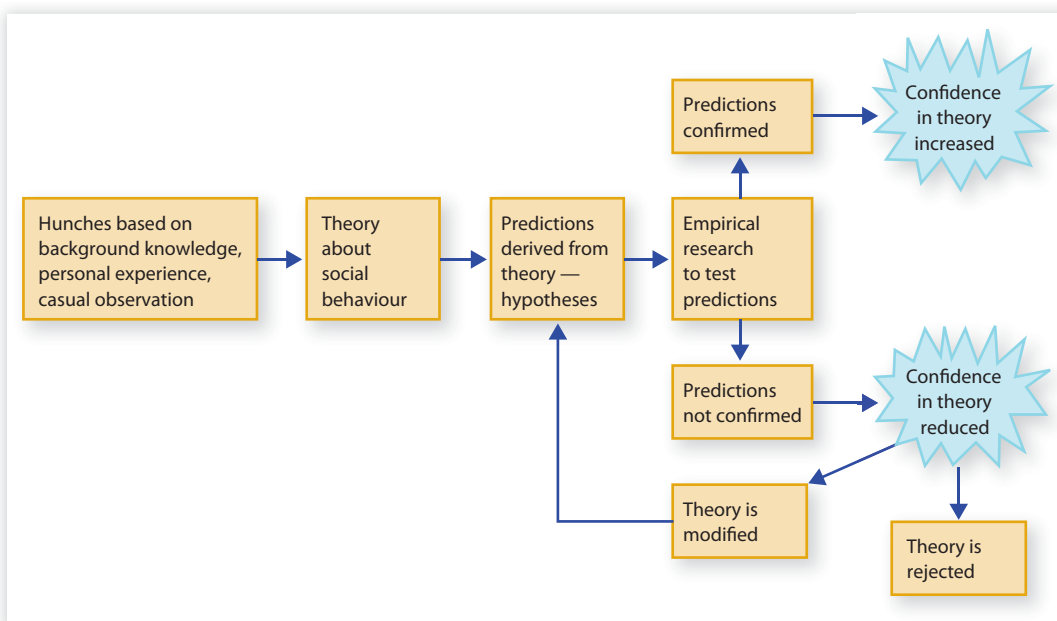 Hunches based on
background knowledge,
personal experience,
casual observation
Theory
about
social
behaviour
Predictions
derived from
theory —
hypotheses
Empirical
research
to test
predictions
Predictions
confirmed
Confidence
in theory
increased
Predictions
not confirmed
Confidence
in theory
reduced
Theory is
modified
Theory is
rejected